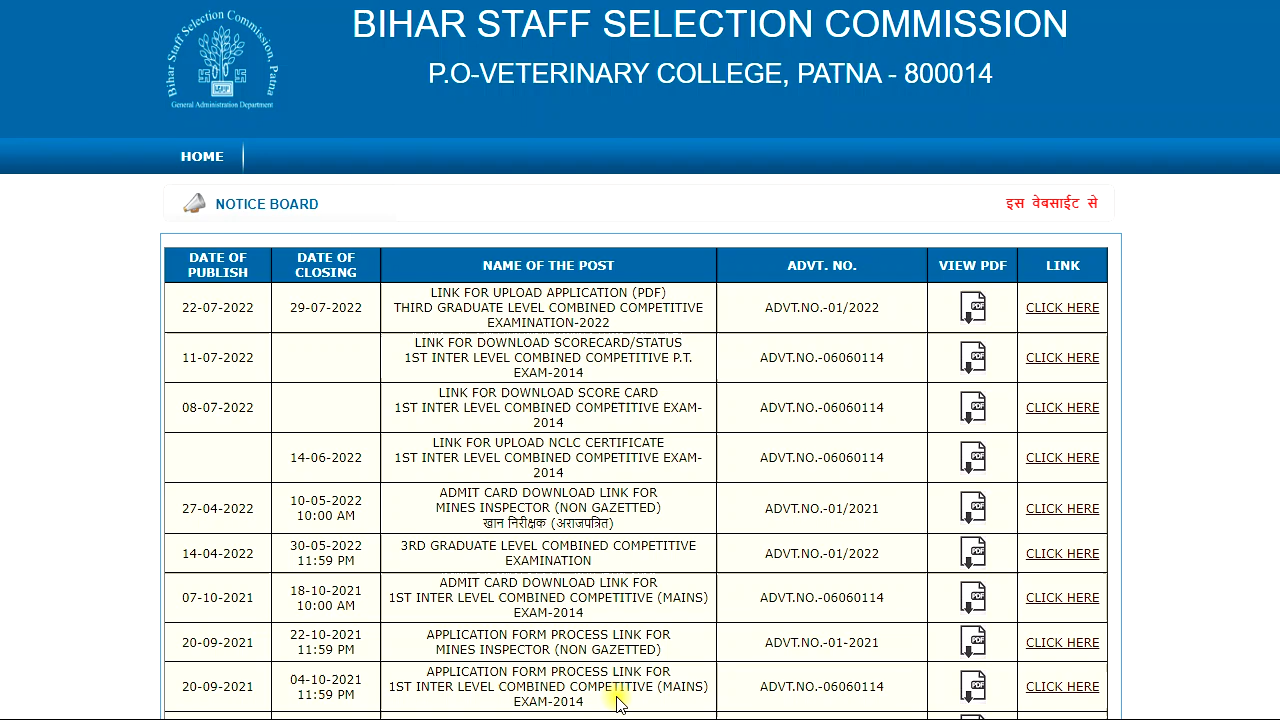 Bihar Staff Selection Commission, Patna
General Administration Department
BIHAR STAFF SELECTION COMMISSION
P.O-VETERINARY COLLEGE, PATNA - 800014
HOME
NOTICE BOARD
इस वेबसाईट से
DATE OF PUBLISH DATE OF CLOSING NAME OF THE POST ADVT. NO. VIEW PDF LINK
22-07-2022 29-07-2022 LINK FOR UPLOAD APPLICATION (PDF)
THIRD GRADUATE LEVEL COMBINED COMPETITIVE
EXAMINATION-2022 ADVT.NO.-01/2022 PDF CLICK HERE
11-07-2022 LINK FOR DOWNLOAD SCORECARD/STATUS
1ST INTER LEVEL COMBINED COMPETITIVE P.T.
EXAM-2014 ADVT.NO.-06060114 PDF CLICK HERE
08-07-2022 LINK FOR DOWNLOAD SCORE CARD
1ST INTER LEVEL COMBINED COMPETITIVE EXAM-
2014 ADVT.NO.-06060114 PDF CLICK HERE
14-06-2022 LINK FOR UPLOAD NCLC CERTIFICATE
1ST INTER LEVEL COMBINED COMPETITIVE EXAM-
2014 ADVT.NO.-06060114 PDF CLICK HERE
27-04-2022 10-05-2022 10:00 AM ADMIT CARD DOWNLOAD LINK FOR
MINES INSPECTOR (NON GAZETTED)
खान निरीक्षक (अराजपत्रित) ADVT.NO.-01/2021 PDF CLICK HERE
14-04-2022 30-05-2022 11:59 PM 3RD GRADUATE LEVEL COMBINED COMPETITIVE
EXAMINATION ADVT.NO.-01/2022 PDF CLICK HERE
07-10-2021 18-10-2021 10:00 AM ADMIT CARD DOWNLOAD LINK FOR
1ST INTER LEVEL COMBINED COMPETITIVE (MAINS)
EXAM-2014 ADVT.NO.-06060114 PDF CLICK HERE
20-09-2021 22-10-2021 11:59 PM APPLICATION FORM PROCESS LINK FOR
MINES INSPECTOR (NON GAZETTED) ADVT.NO.-01-2021 PDF CLICK HERE
20-09-2021 04-10-2021 11:59 PM APPLICATION FORM PROCESS LINK FOR
1ST INTER LEVEL COMBINED COMPETITIVE (MAINS)
EXAM-2014 ADVT.NO.-06060114 PDF CLICK HERE